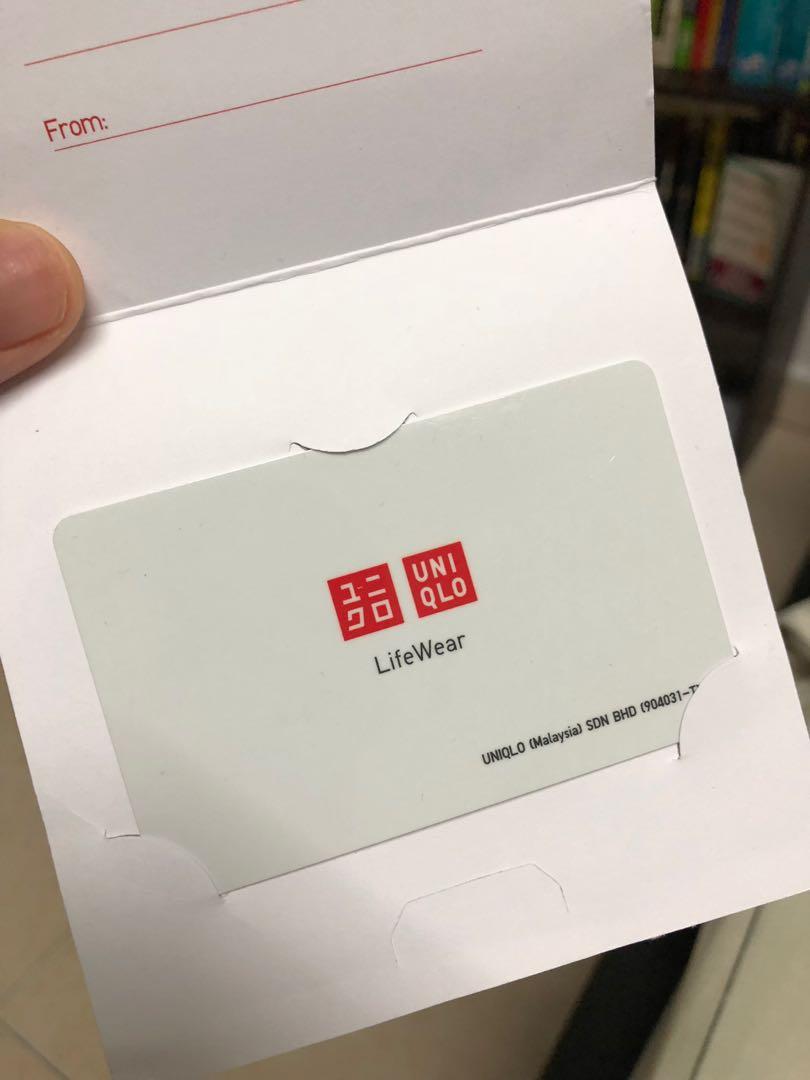 From:
ユニ
クロ
UNI
QLO
LifeWear
UNIQLO (Malaysia) SDN BHD (904031-